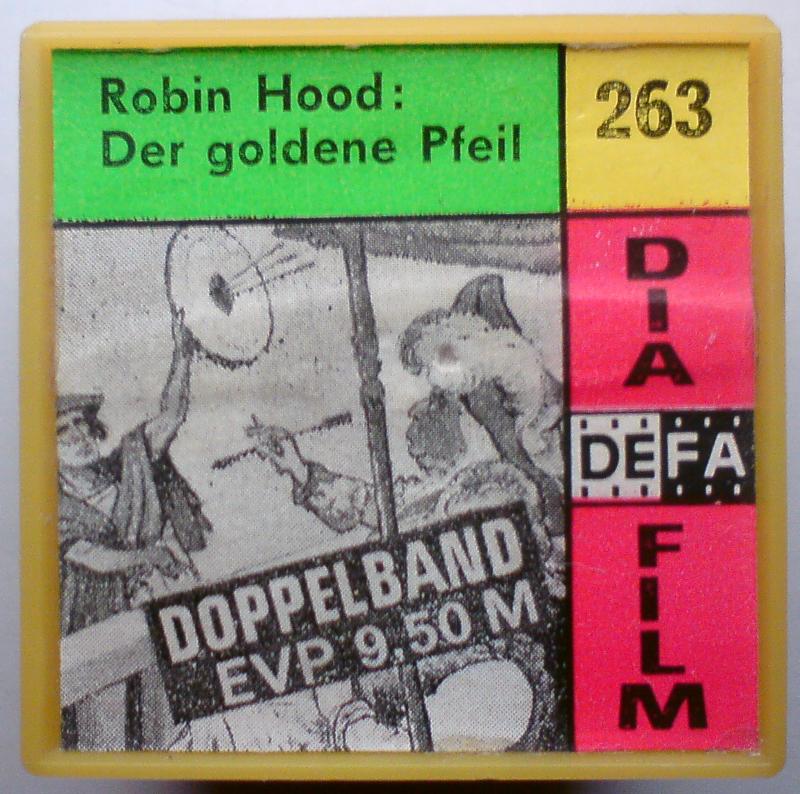 Robin Hood:
Der goldene Pfeil
263
DIA
DEFA
FILM
DOPPELBAND
EVP 9,50 M